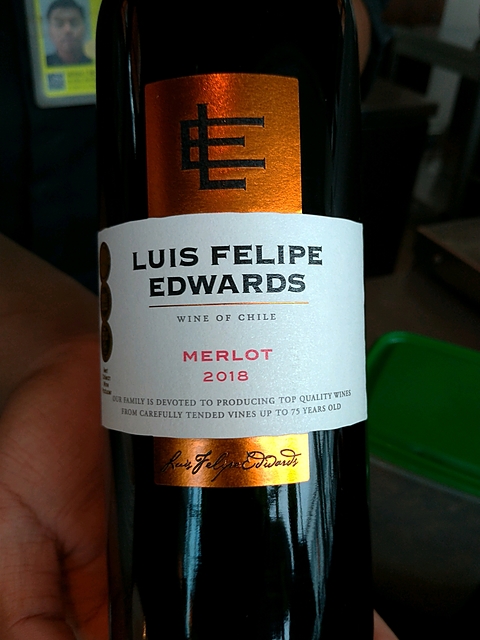 LUIS FELIPE
EDWARDS
WINE OF CHILE
MERLOT
2018
OUR FAMILY IS DEVOTED TO PRODUCING TOP QUALITY WINES
FROM CAREFULLY TENDED VINES UP TO 75 YEARS OLD
Luis Felipe Edwards